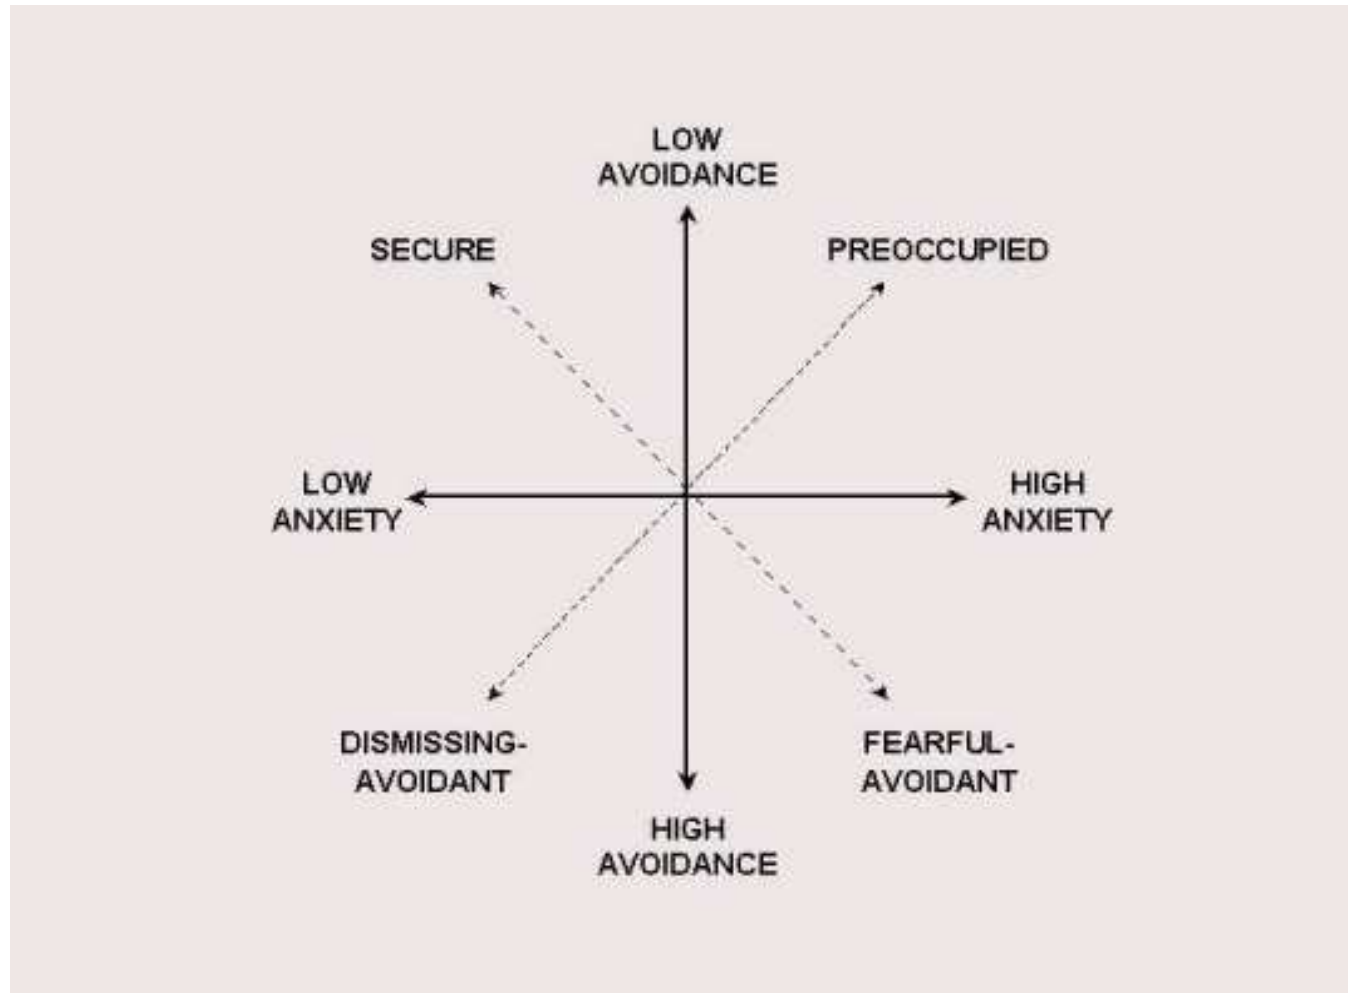 LOW
AVOIDANCE
SECURE
PREOCCUPIED
LOW
ANXIETY
HIGH
ANXIETY
DISMISSING-
AVOIDANT
FEARFUL-
AVOIDANT
HIGH
AVOIDANCE